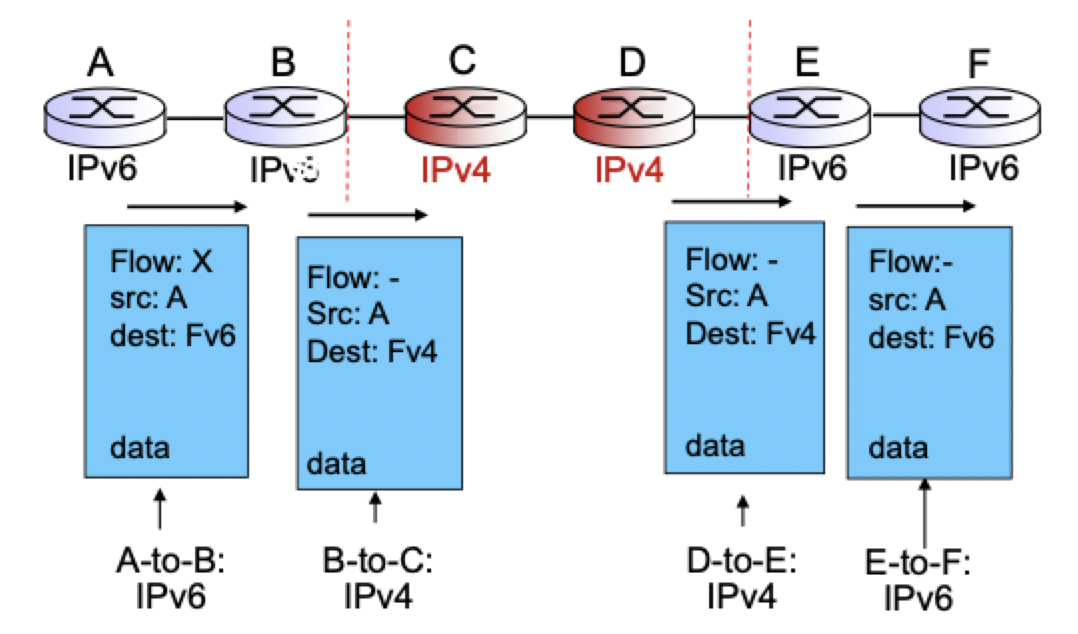 A
B
C
D
E
F
IPv6
IPv4
IPv4
IPv6
IPv6
Flow: X
src: A
dest: Fv6
data
Flow: -
Src: A
Dest: Fv4
data
Flow: -
Src: A
Dest: Fv4
data
Flow:-
src: A
dest: Fv6
data
A-to-B:
IPv6
B-to-C:
IPv4
D-to-E:
IPv4
E-to-F:
IPv6